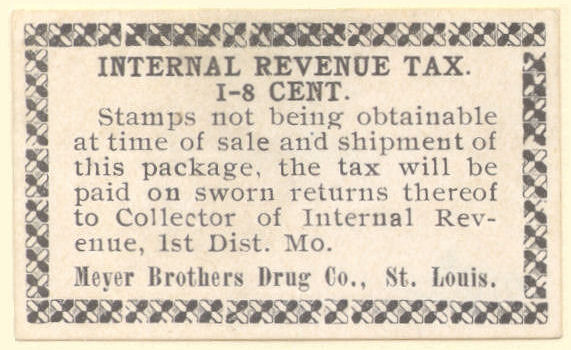 INTERNAL REVENUE TAX.
1-8 CENT.
Stamps not being obtainable
at time of sale and shipment of
this package, the tax will be
paid on sworn returns thereof
to Collector of Internal Rev-
enue, 1st Dist. Mo.
Meyer Brothers Drug Co., St. Louis.